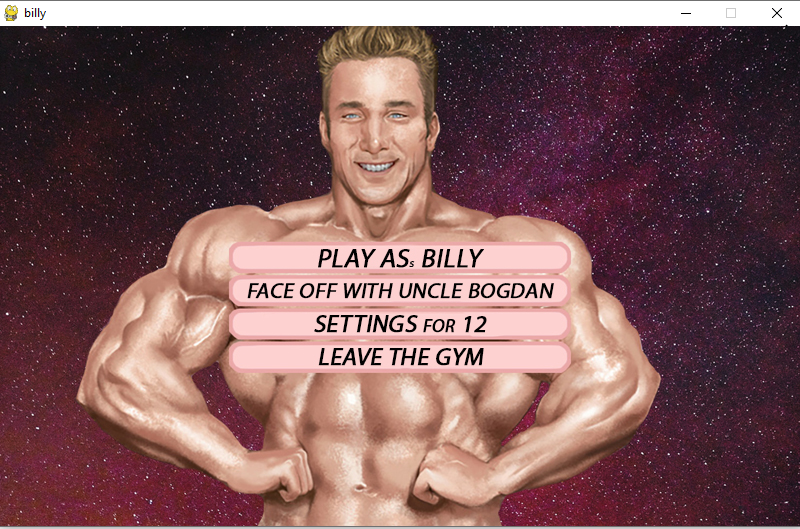 billy
PLAY ASs BILLY
FACE OFF WITH UNCLE BOGDAN
SETTINGS FOR 12
LEAVE THE GYM